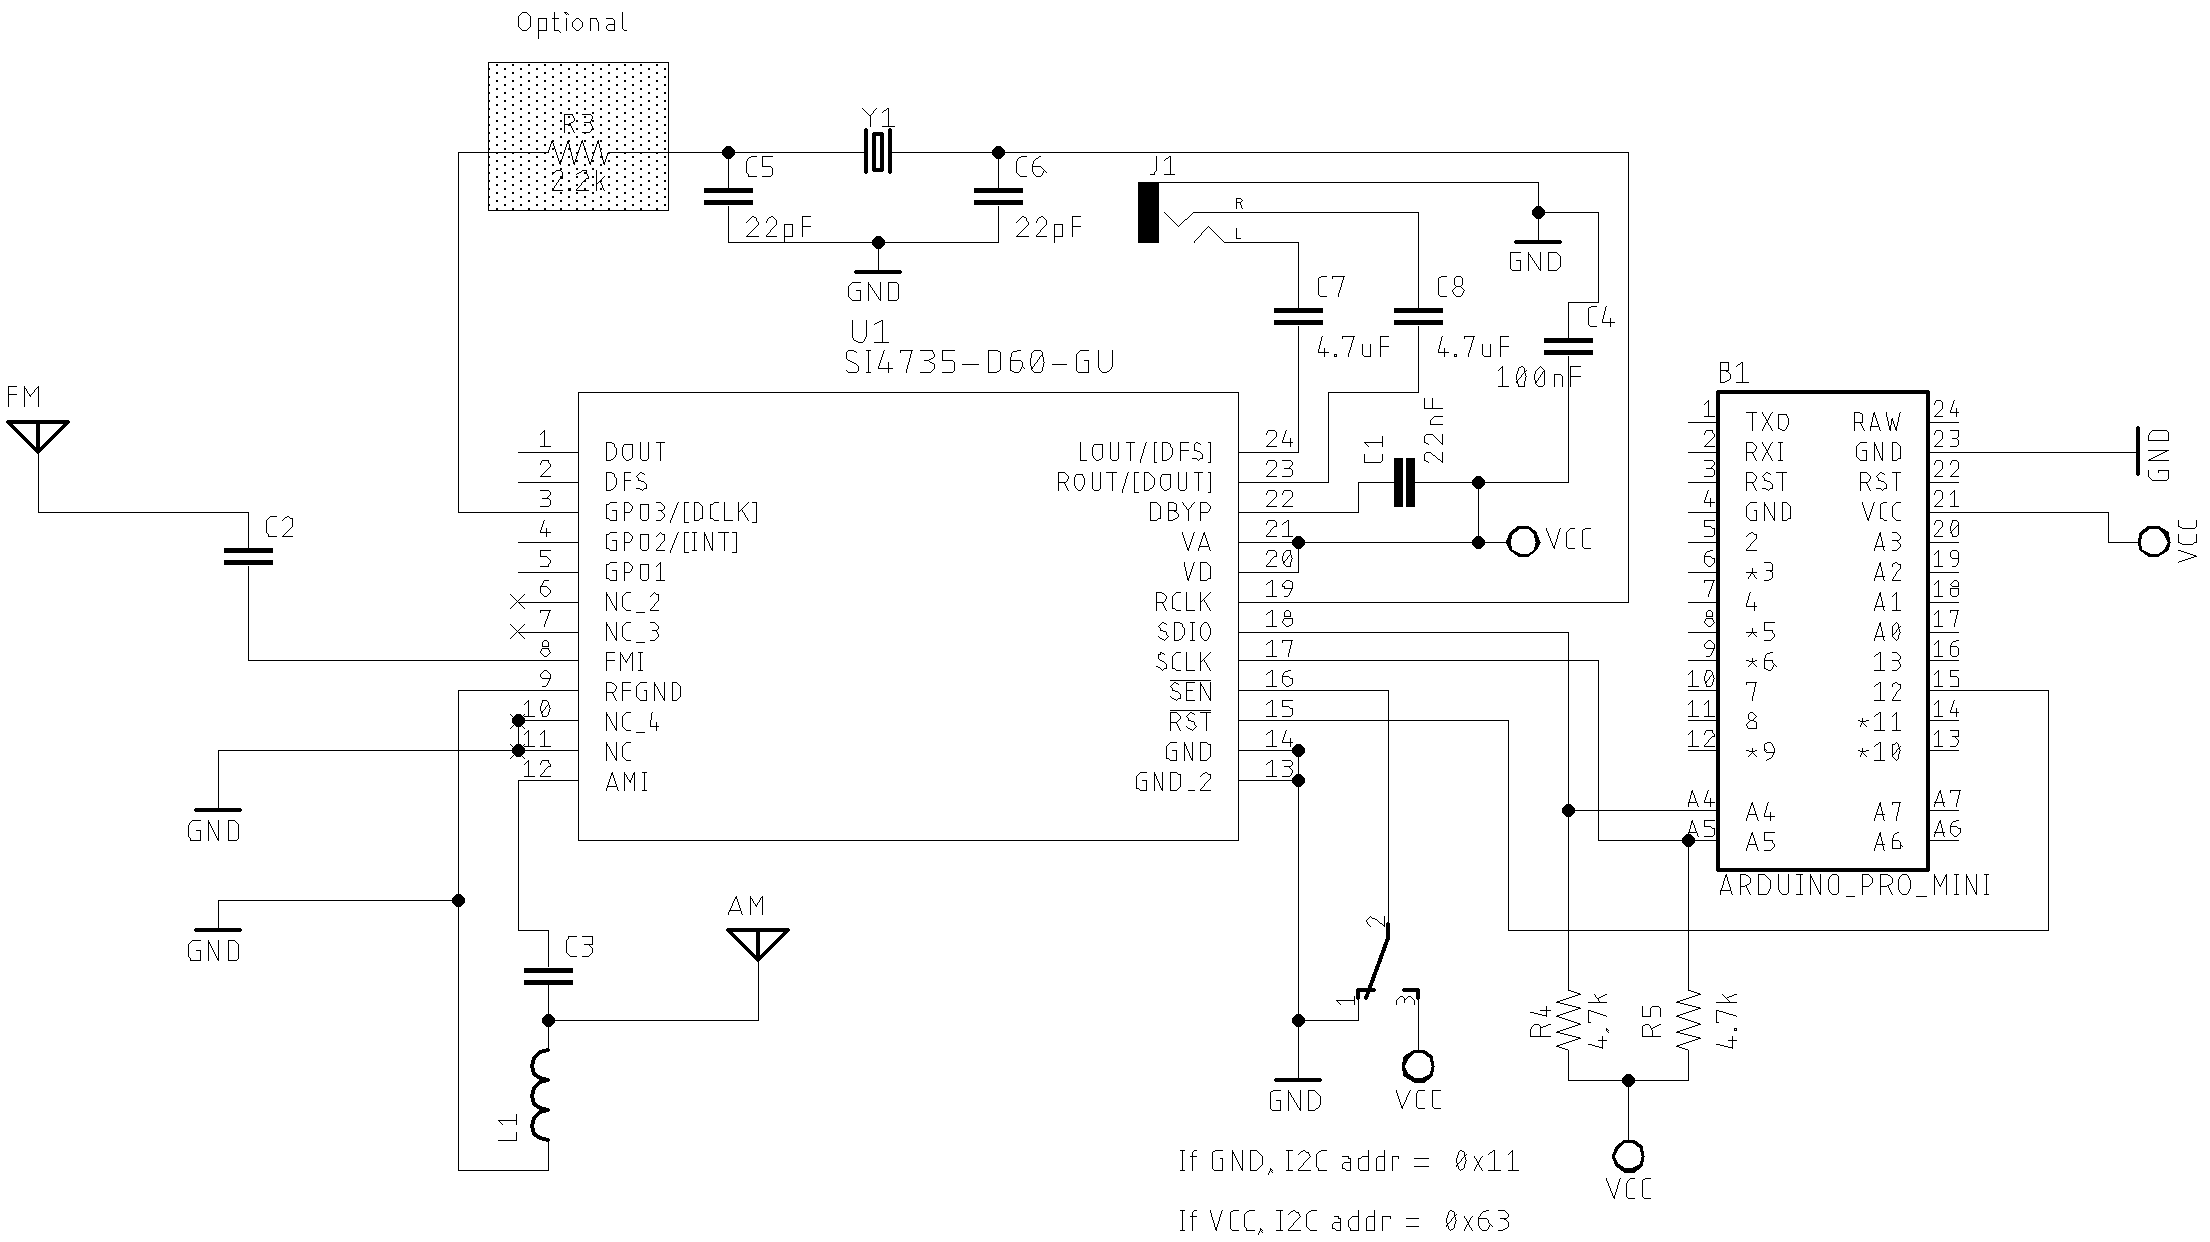 Optional
R3
2.2k
Y1
C5
22pF
C6
22pF
GND
J1
R
L
GND
C7
4.7uF
C8
4.7uF
C4
100nF
C1
22nF
VCC
U1
SI4735-D60-GU
1 DOUT
2 DFS
3 GPO3/[DCLK]
4 GPO2/[INT]
5 GPO1
6 NC_2
7 NC_3
8 FMI
9 RFGND
10 NC_4
11 NC
12 AMI
LOUT/[DFS] 24
ROUT/[DOUT] 23
DBYP 22
VA 21
VD 20
RCLK 19
SDIO 18
SCLK 17
SEN 16
RST 15
GND 14
GND_2 13
FM
C2
GND
GND
AM
C3
L1
B1
1 TXO
2 RXI
3 RST
4 GND
5 2
6 *3
7 4
8 *5
9 *6
10 7
11 8
12 *9
A4 A4
A5 A5
RAW 24
GND 23
RST 22
VCC 21
A3 20
A2 19
A1 18
A0 17
13 16
12 15
*11 14
*10 13
A7 A7
A6 A6
ARDUINO_PRO_MINI
GND
VCC
2
1
3
GND
VCC
R4
4,7k
R5
4.7k
VCC
If GND, I2C addr = 0x11
If VCC, I2C addr = 0x63